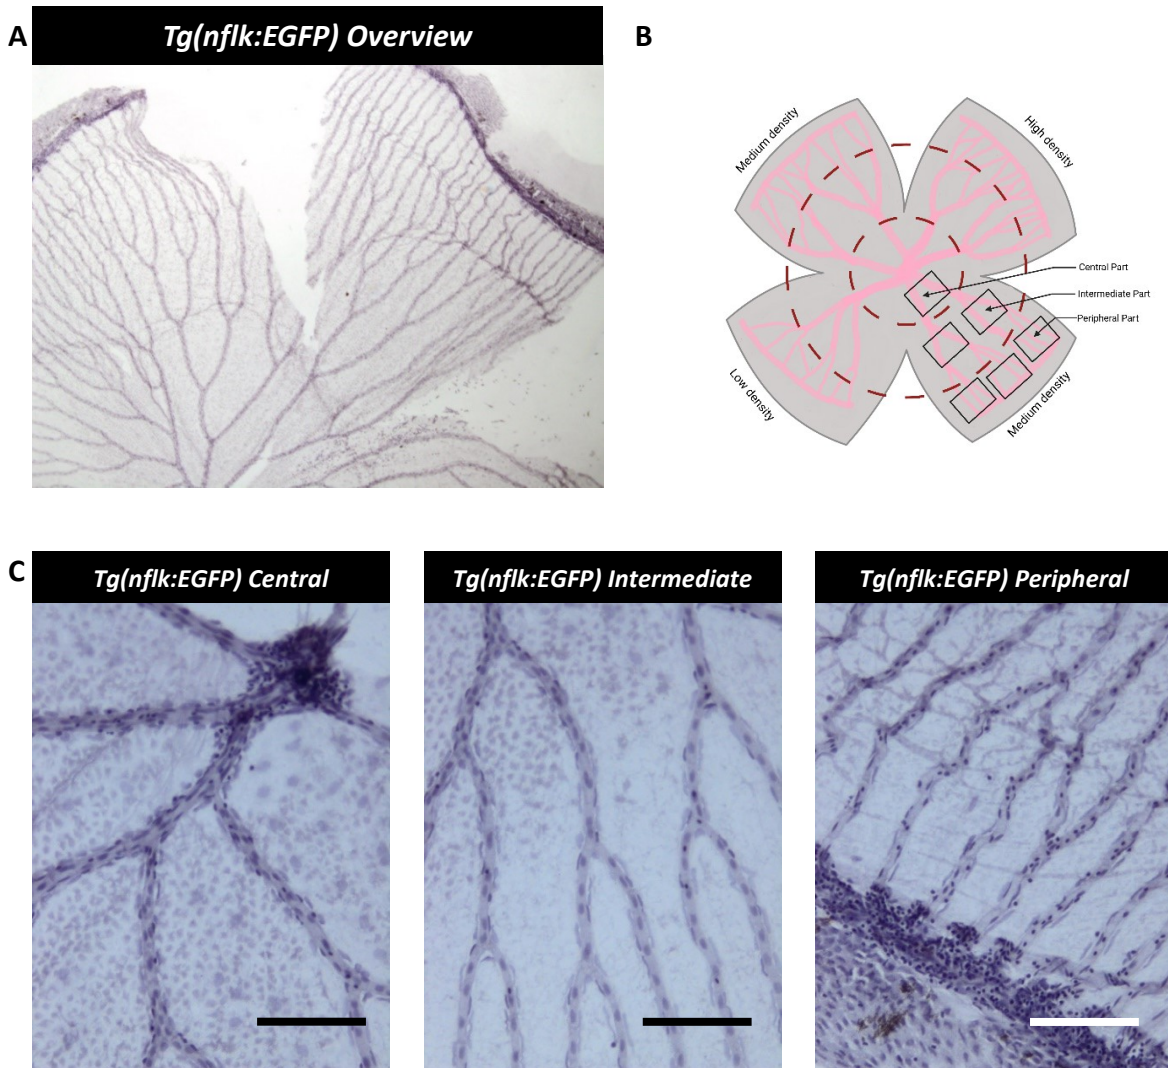 A
Tg(nflk:EGFP) Overview
B
Medium density
High density
Central Part
Intermediate Part
Peripheral Part
Low density
Medium density
C
Tg(nflk:EGFP) Central
Tg(nflk:EGFP) Intermediate
Tg(nflk:EGFP) Peripheral